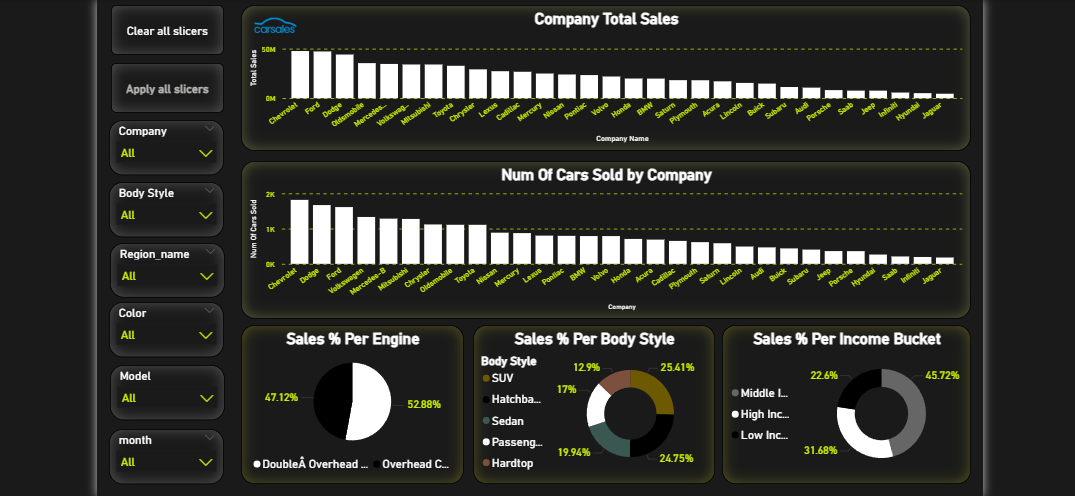 Clear all slicers
Apply all slicers
Company
All
Body Style
All
Region_name
All
Color
All
Model
All
month
All
carsales
Company Total Sales
Total Sales
50M
0M
Chevrolet
Ford
Dodge
Oldsmobile
Mercedes...
Volkswag...
Mitsubishi
Toyota
Chrysler
Lexus
Cadillac
Mercury
Nissan
Pontiac
Volvo
Honda
BMW
Saturn
Plymouth
Acura
Lincoln
Buick
Subaru
Audi
Porsche
Saab
Jeep
Infiniti
Hyundai
Jaguar
Company Name
Num Of Cars Sold by Company
Num Of Cars Sold
2K
1K
0K
Chevrolet
Dodge
Ford
Volkswagen
Mercedes-B
Mitsubishi
Chrysler
Oldsmobile
Toyota
Nissan
Mercury
Lexus
Pontiac
BMW
Volvo
Honda
Acura
Cadillac
Plymouth
Saturn
Lincoln
Audi
Buick
Subaru
Jeep
Porsche
Hyundai
Saab
Infiniti
Jaguar
Company
Sales % Per Engine
47.12%
52.88%
DoubleÂ Overhead ...
Overhead C...
Sales % Per Body Style
Body Style
SUV
Hatchba...
Sedan
Passeng...
Hardtop
12.9%
25.41%
17%
19.94%
24.75%
Sales % Per Income Bucket
Middle I...
High Inc...
Low Inc...
22.6%
45.72%
31.68%